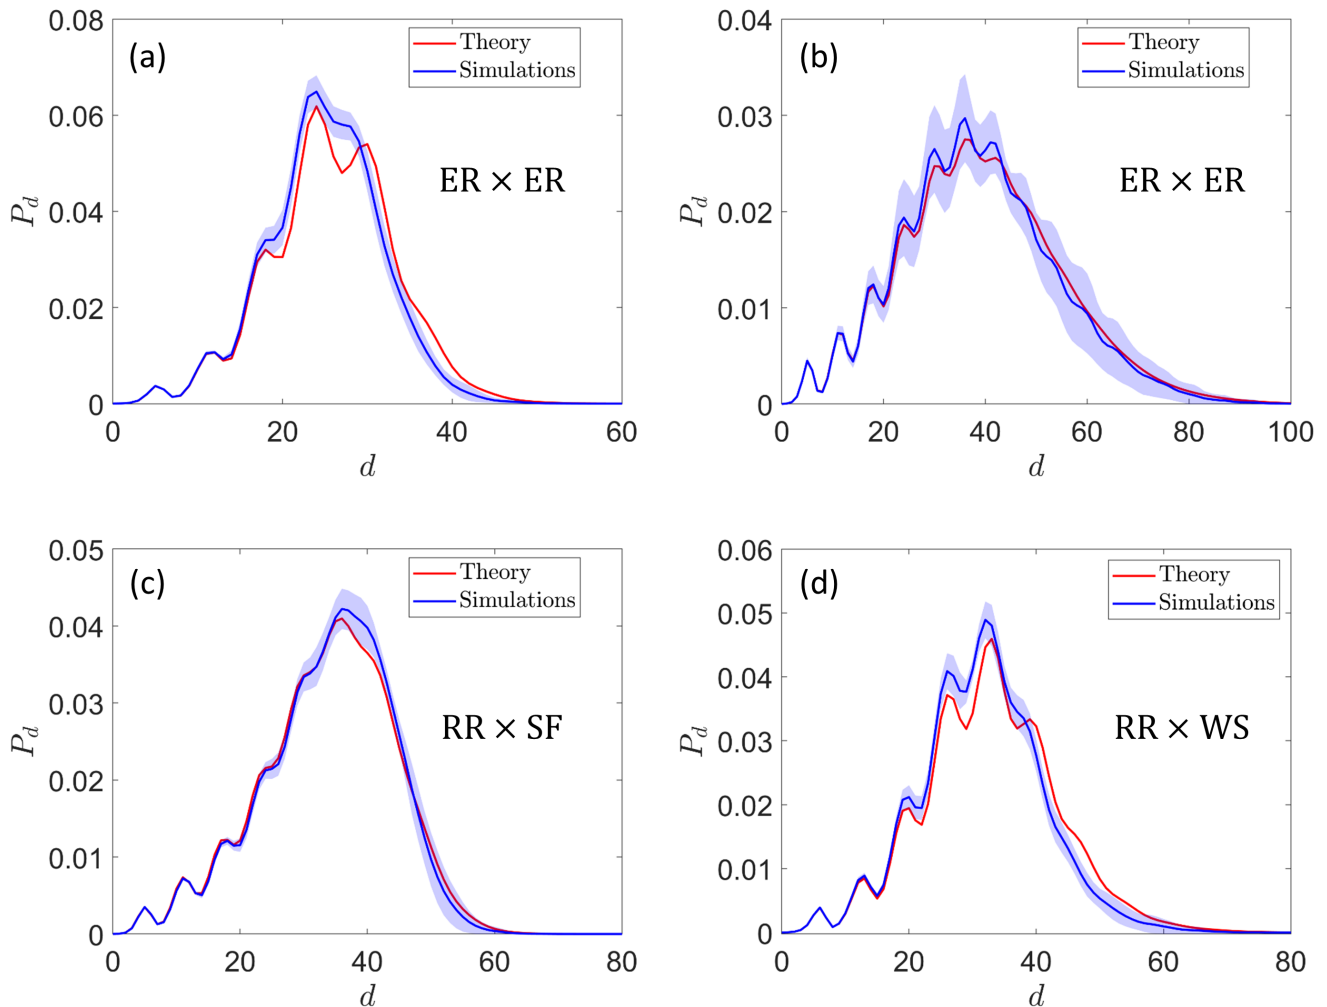 (a)
Theory
Simulations
ER × ER
P_d
0.08
0.06
0.04
0.02
0
0 20 40 60
d
(b)
Theory
Simulations
ER × ER
P_d
0.04
0.03
0.02
0.01
0
0 20 40 60 80 100
d
(c)
Theory
Simulations
RR × SF
P_d
0.05
0.04
0.03
0.02
0.01
0
0 20 40 60 80
d
(d)
Theory
Simulations
RR × WS
P_d
0.06
0.05
0.04
0.03
0.02
0.01
0
0 20 40 60 80
d